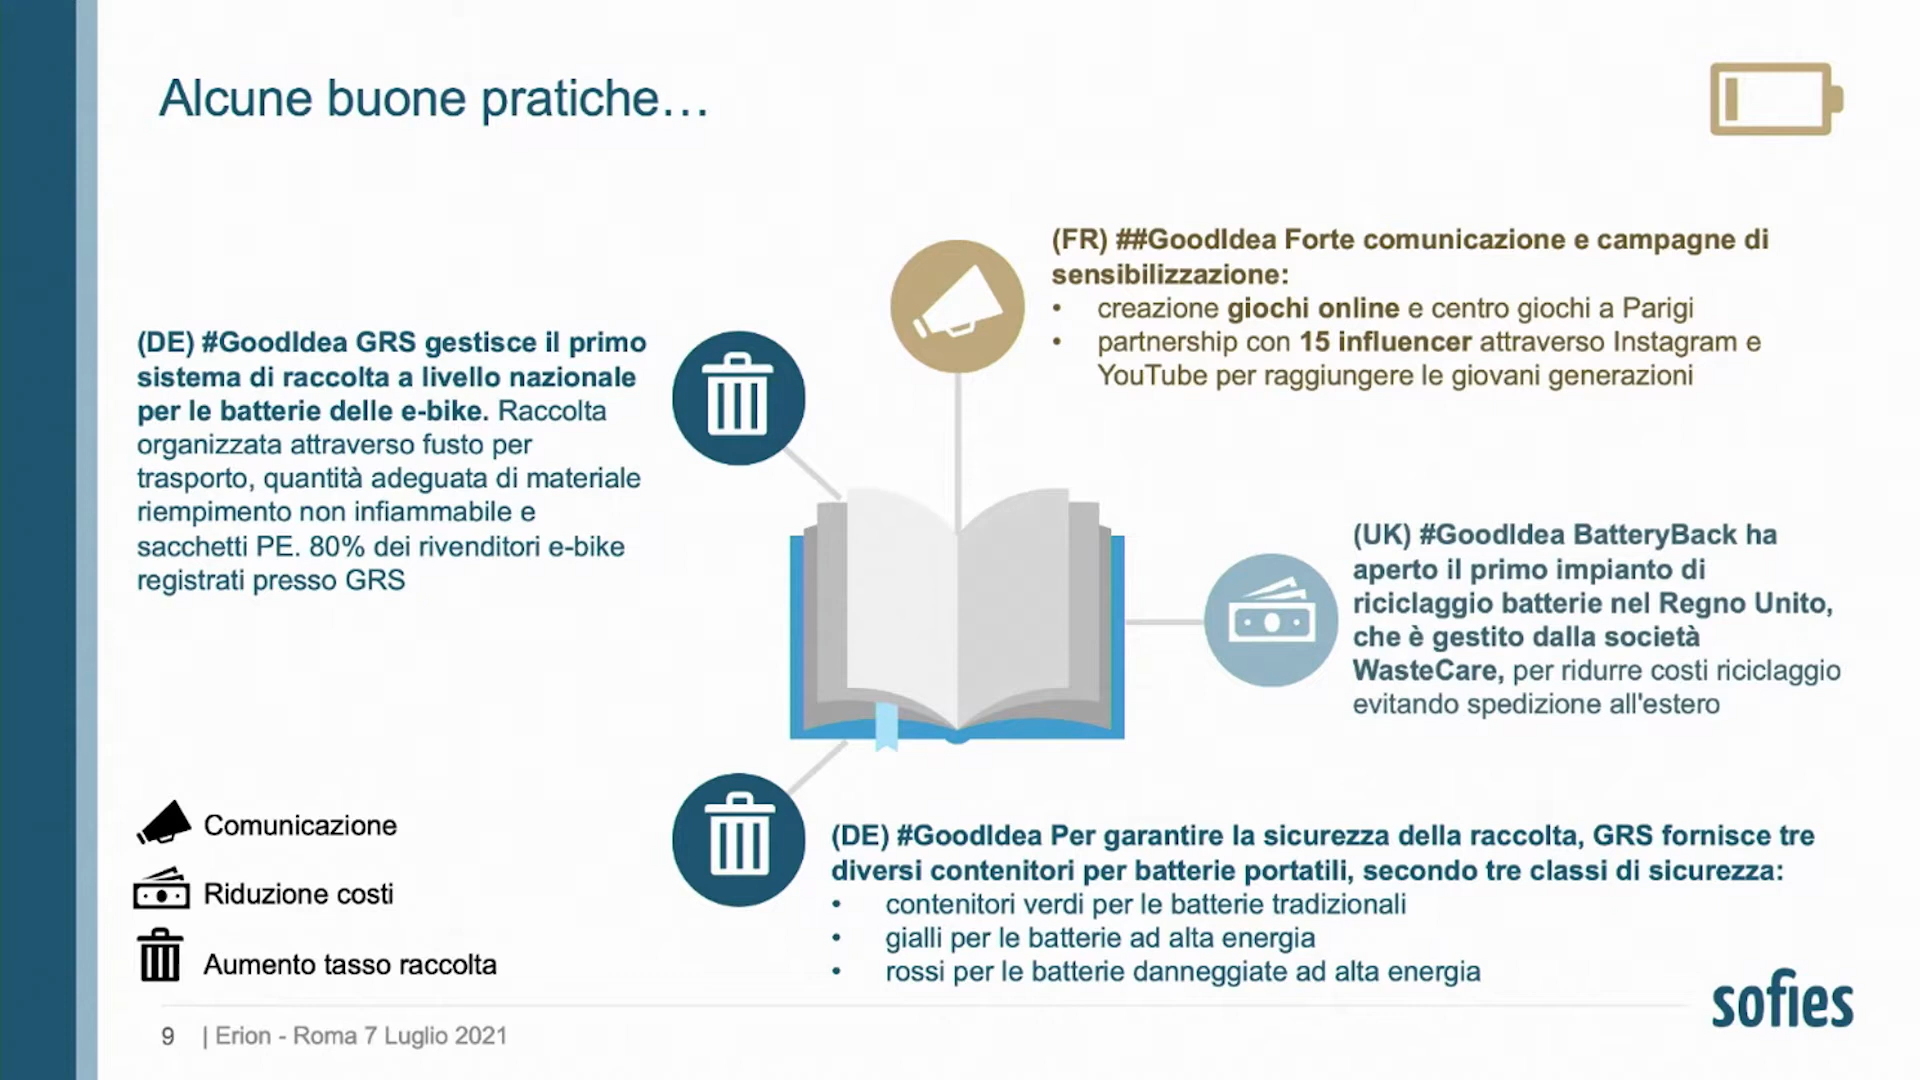 Alcune buone pratiche…
(FR) ##GoodIdea Forte comunicazione e campagne di
sensibilizzazione:
• creazione giochi online e centro giochi a Parigi
• partnership con 15 influencer attraverso Instagram e
YouTube per raggiungere le giovani generazioni
(DE) #GoodIdea GRS gestisce il primo
sistema di raccolta a livello nazionale
per le batterie delle e-bike. Raccolta
organizzata attraverso fusto per
trasporto, quantità adeguata di materiale
riempimento non infiammabile e
sacchetti PE. 80% dei rivenditori e-bike
registrati presso GRS
(UK) #GoodIdea BatteryBack ha
aperto il primo impianto di
riciclaggio batterie nel Regno Unito,
che è gestito dalla società
WasteCare, per ridurre costi riciclaggio
evitando spedizione all'estero
Comunicazione
Riduzione costi
Aumento tasso raccolta
(DE) #GoodIdea Per garantire la sicurezza della raccolta, GRS fornisce tre
diversi contenitori per batterie portatili, secondo tre classi di sicurezza:
• contenitori verdi per le batterie tradizionali
• gialli per le batterie ad alta energia
• rossi per le batterie danneggiate ad alta energia
sofies
9 | Erion - Roma 7 Luglio 2021